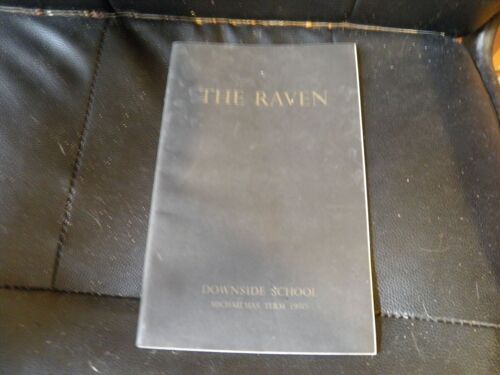 THE RAVEN
DOWNSIDE SCHOOL
MICHAELMAS TERM